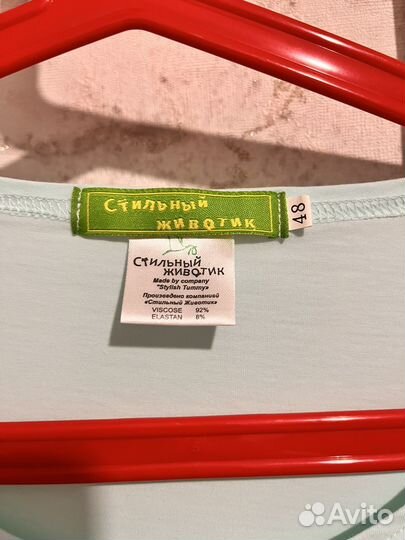 Стильный
животик
48
Стильный
животик
Made by company
"Stylish Tummy»
Произведено компанией
«Стильный Животик»
VISCOSE 92%
ELASTAN 8%
Avito